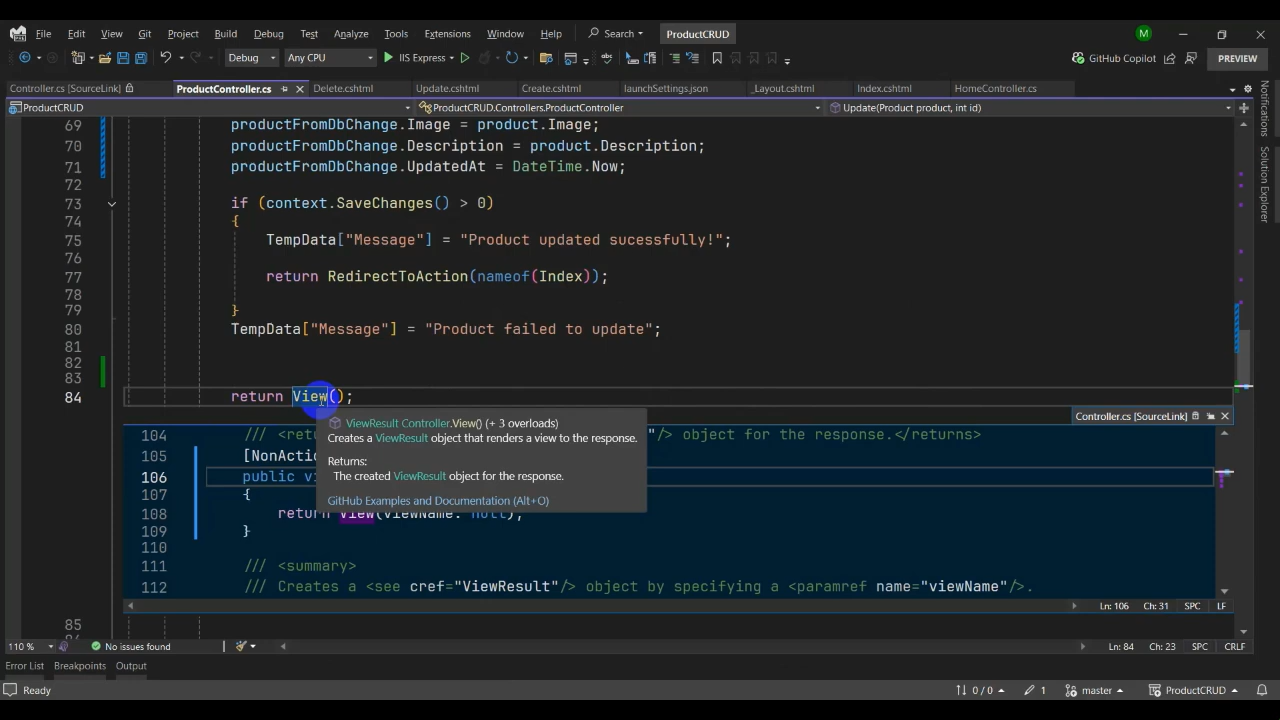 File Edit View Git Project Build Debug Test Analyze Tools Extensions Window Help Search ProductCRUD M
Debug Any CPU IIS Express GitHub Copilot PREVIEW
Controller.cs [SourceLink] ProductController.cs Delete.cshtml Update.cshtml launchSettings.json _Layout.cshtml Index.cshtml HomeController.cs
ProductCRUD ProductCRUD.Controllers.ProductController Update(Product product, int id)
69 productFromDbChange.Image = product.Image;
70 productFromDbChange.Description = product.Description;
71 productFromDbChange.UpdatedAt = DateTime.Now;
72
73 if (context.SaveChanges() > 0)
74 {
75 TempData["Message"] = "Product updated sucessfully!";
76
77 return RedirectToAction(nameof(Index));
78
79 }
80 TempData["Message"] = "Product failed to update";
81
82
83
84 return View();
Controller.cs [SourceLink]
ViewResult Controller.View() (+ 3 overloads)
Creates a ViewResult object that renders a view to the response.
Returns:
The created ViewResult object for the response.
GitHub Examples and Documentation (Alt+O)
104 /// <ret "/> object for the response.</returns>
105 [NonActio
106 public vi
107 {
108 return View(viewName: null);
109 }
110
111 /// <summary>
112 /// Creates a <see cref="ViewResult"/> object by specifying a <paramref name="viewName"/>.
Ln: 106 Ch: 31 SPC LF
85
110 % No issues found Ln: 84 Ch: 23 SPC CRLF
Error List Breakpoints Output
Ready 0 / 0 1 master ProductCRUD
Notifications
Solution Explorer